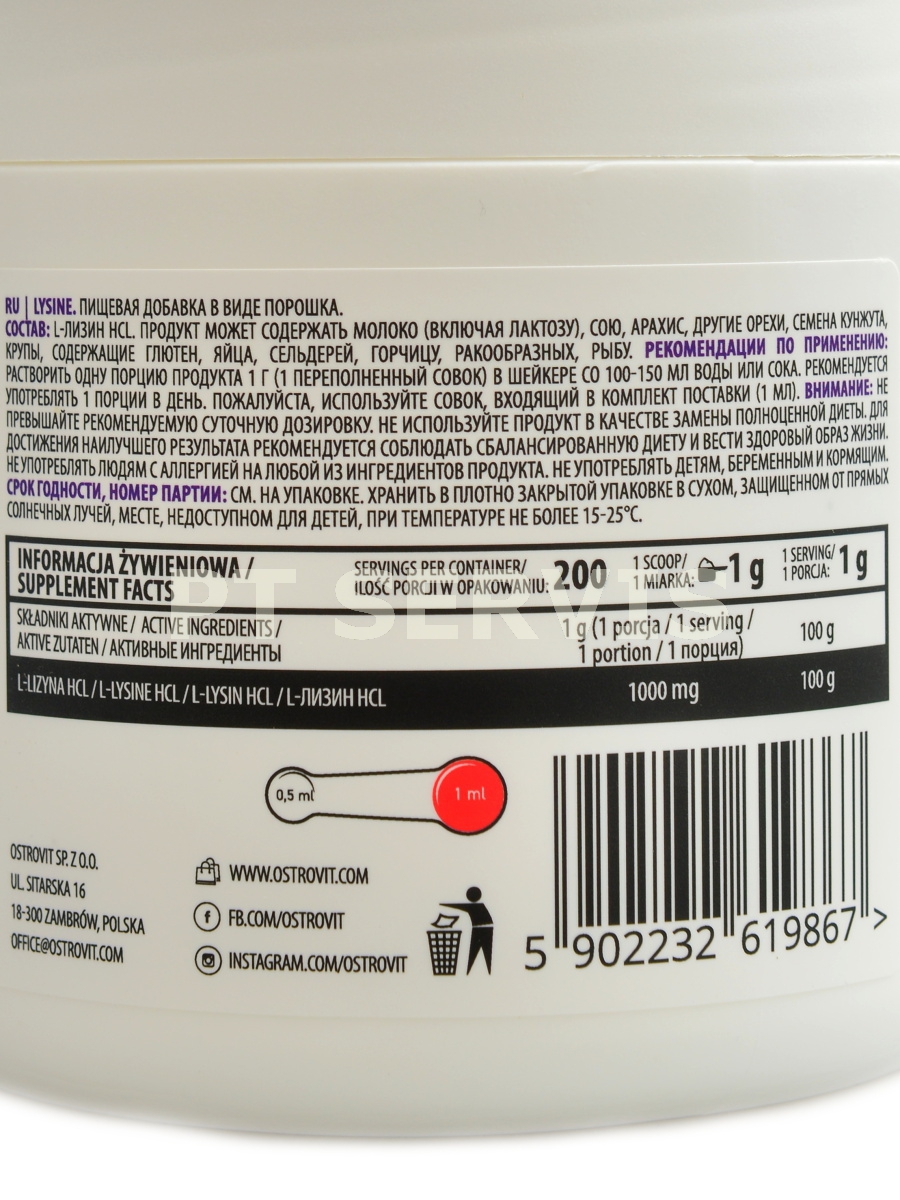 RU | LYSINE. ПИЩЕВАЯ ДОБАВКА В ВИДЕ ПОРОШКА.
СОСТАВ: L-ЛИЗИН HCL. ПРОДУКТ МОЖЕТ СОДЕРЖАТЬ МОЛОКО (ВКЛЮЧАЯ ЛАКТОЗУ), СОЮ, АРАХИС, ДРУГИЕ ОРЕХИ, СЕМЕНА КУНЖУТА,
КРУПЫ, СОДЕРЖАЩИЕ ГЛЮТЕН, ЯЙЦА, СЕЛЬДЕРЕЙ, ГОРЧИЦУ, РАКООБРАЗНЫХ, РЫБУ. РЕКОМЕНДАЦИИ ПО ПРИМЕНЕНИЮ:
РАСТВОРИТЬ ОДНУ ПОРЦИЮ ПРОДУКТА 1 Г (1 ПЕРЕПОЛНЕННЫЙ СОВОК) В ШЕЙКЕРЕ СО 100-150 МЛ ВОДЫ ИЛИ СОКА. РЕКОМЕНДУЕТСЯ
УПОТРЕБЛЯТЬ 1 ПОРЦИИ В ДЕНЬ. ПОЖАЛУЙСТА, ИСПОЛЬЗУЙТЕ СОВОК, ВХОДЯЩИЙ В КОМПЛЕКТ ПОСТАВКИ (1 МЛ). ВНИМАНИЕ: НЕ
ПРЕВЫШАЙТЕ РЕКОМЕНДУЕМУЮ СУТОЧНУЮ ДОЗИРОВКУ. НЕ ИСПОЛЬЗУЙТЕ ПРОДУКТ В КАЧЕСТВЕ ЗАМЕНЫ ПОЛНОЦЕННОЙ ДИЕТЫ. ДЛЯ
ДОСТИЖЕНИЯ НАИЛУЧШЕГО РЕЗУЛЬТАТА РЕКОМЕНДУЕТСЯ СОБЛЮДАТЬ СБАЛАНСИРОВАННУЮ ДИЕТУ И ВЕСТИ ЗДОРОВЫЙ ОБРАЗ ЖИЗНИ.
НЕ УПОТРЕБЛЯТЬ ЛЮДЯМ С АЛЛЕРГИЕЙ НА ЛЮБОЙ ИЗ ИНГРЕДИЕНТОВ ПРОДУКТА. НЕ УПОТРЕБЛЯТЬ ДЕТЯМ, БЕРЕМЕННЫМ И КОРМЯЩИМ.
СРОК ГОДНОСТИ, НОМЕР ПАРТИИ: СМ. НА УПАКОВКЕ. ХРАНИТЬ В ПЛОТНО ЗАКРЫТОЙ УПАКОВКЕ В СУХОМ, ЗАЩИЩЕННОМ ОТ ПРЯМЫХ
СОЛНЕЧНЫХ ЛУЧЕЙ, МЕСТЕ, НЕДОСТУПНОМ ДЛЯ ДЕТЕЙ, ПРИ ТЕМПЕРАТУРЕ НЕ БОЛЕЕ 15-25°C.
INFORMACJA ŻYWIENIOWA /
SUPPLEMENT FACTS
SERVINGS PER CONTAINER/
ILOŚĆ PORCJI W OPAKOWANIU: 200
1 SCOOP/
1 MIARKA: 1 g
1 SERVING/
1 PORCJA: 1 g
PT SERVIS
SKŁADNIKI AKTYWNE / ACTIVE INGREDIENTS /
AKTIVE ZUTATEN / АКТИВНЫЕ ИНГРЕДИЕНТЫ
1 g (1 porcja / 1 serving /
1 portion / 1 порция)
100 g
L-LIZYNA HCL / L-LYSINE HCL / L-LYSIN HCL / L-ЛИЗИН HCL 1000 mg 100 g
0,5 ml 1 ml
OSTROVIT SP. Z O.O.
UL. SITARSKA 16
18-300 ZAMBRÓW, POLSKA
OFFICE@OSTROVIT.COM
WWW.OSTROVIT.COM
f FB.COM/OSTROVIT
INSTAGRAM.COM/OSTROVIT
5 902232 619867 >